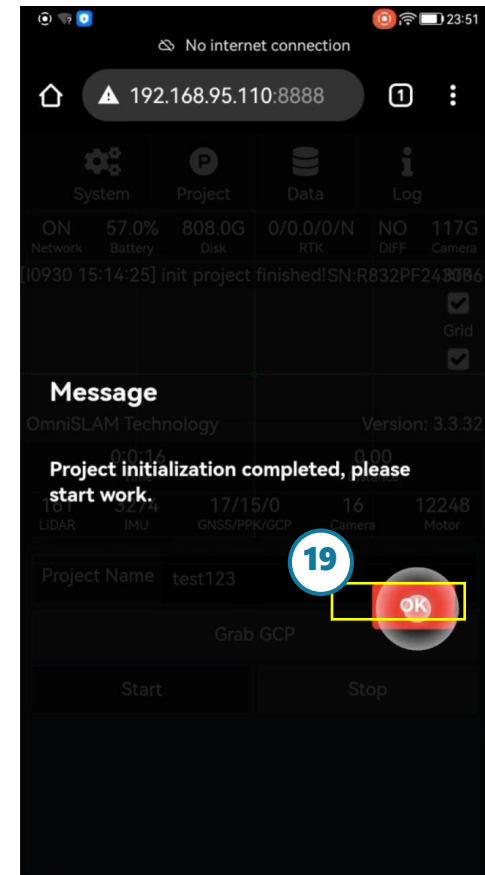 23:51
No internet connection
192.168.95.110:8888
1
System Project Data Log
ON 57.0% 808.0G 0/0.0/0/N NO 117G
Network Battery Disk RTK DIFF Camera
[I0930 15:14:25] init project finished!SN:R832PF24
Grid
Message
OmniSLAM Technology Version: 3.3.32
0:0:16 0.00
Time
Project initialization completed, please
start work.
3274 17/15/0 16 12248
LiDAR IMU GNSS/PPK/GCP Camera Motor
19
Project Name test123
OK
Grab GCP
Start Stop